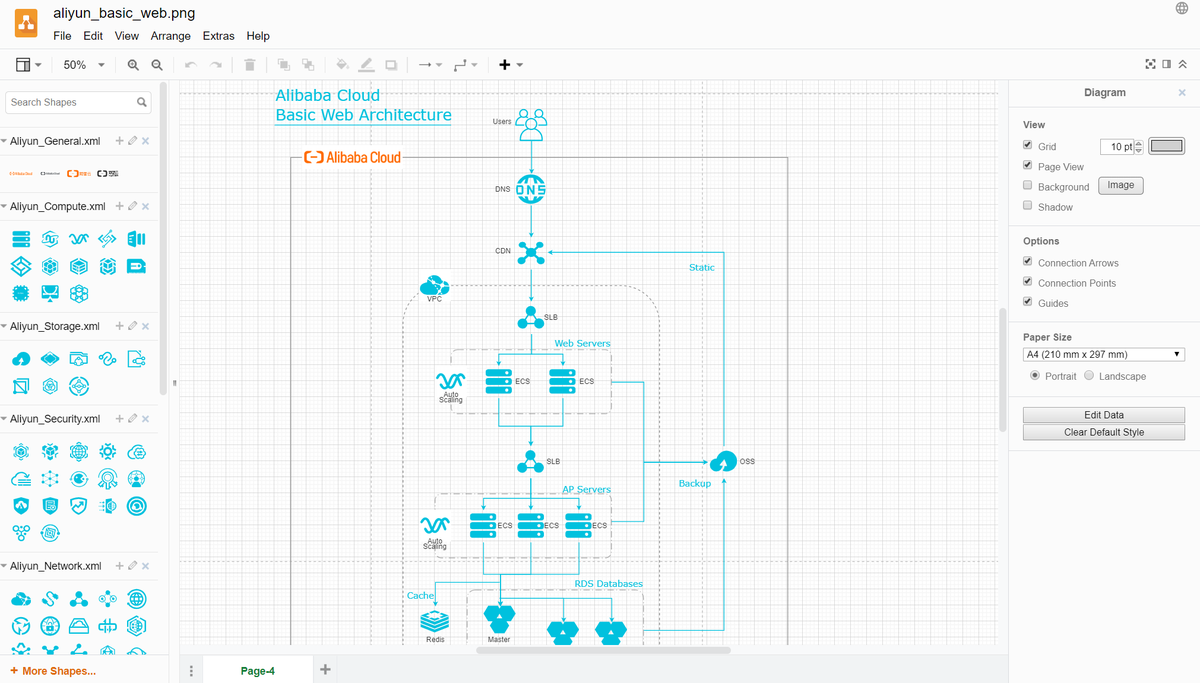 aliyun_basic_web.png
File Edit View Arrange Extras Help
50%
Search Shapes
Aliyun_General.xml
Aliyun_Compute.xml
Aliyun_Storage.xml
Aliyun_Security.xml
Aliyun_Network.xml
+ More Shapes...
Alibaba Cloud
Basic Web Architecture
Users
Alibaba Cloud
DNS
DNS
CDN
Static
VPC
SLB
Web Servers
ECS
ECS
Auto
Scaling
SLB
OSS
Backup
AP Servers
ECS
ECS
ECS
Auto
Scaling
RDS Databases
Cache
Redis
Master
Page-4
Diagram
View
Grid
10 pt
Page View
Background
Image
Shadow
Options
Connection Arrows
Connection Points
Guides
Paper Size
A4 (210 mm x 297 mm)
Portrait
Landscape
Edit Data
Clear Default Style